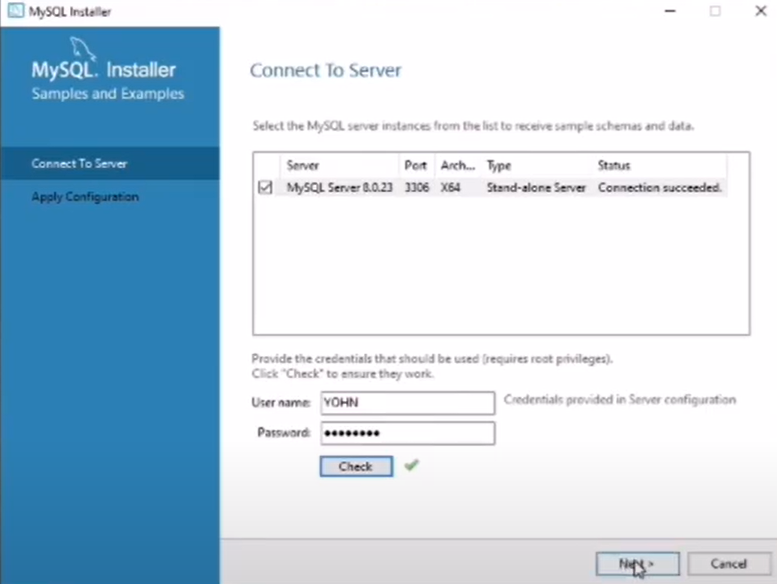 MySQL Installer
MySQL. Installer
Samples and Examples
Connect To Server
Apply Configuration
Connect To Server
Select the MySQL server instances from the list to receive sample schemas and data.
Server Port Arch... Type Status
MySQL Server 8.0.23 3306 X64 Stand-alone Server Connection succeeded.
Provide the credentials that should be used (requires root privileges).
Click "Check" to ensure they work.
User name: YOHN Credentials provided in Server configuration
Password: ●●●●●●●●
Check
Next > Cancel